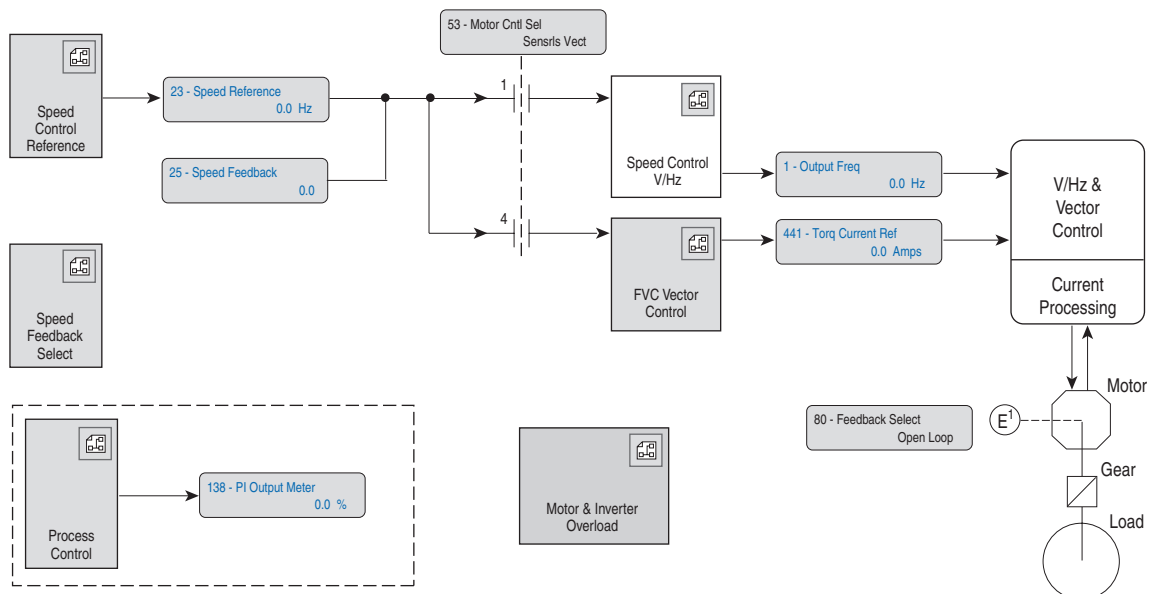 53 - Motor Cntl Sel
Sensrls Vect
Speed
Control
Reference
23 - Speed Reference
0.0 Hz
25 - Speed Feedback
0.0
1
4
Speed Control
V/Hz
FVC Vector
Control
1 - Output Freq
0.0 Hz
441 - Torq Current Ref
0.0 Amps
V/Hz &
Vector
Control
Current
Processing
Speed
Feedback
Select
Process
Control
138 - PI Output Meter
0.0 %
Motor & Inverter
Overload
80 - Feedback Select
Open Loop
E1
Motor
Gear
Load